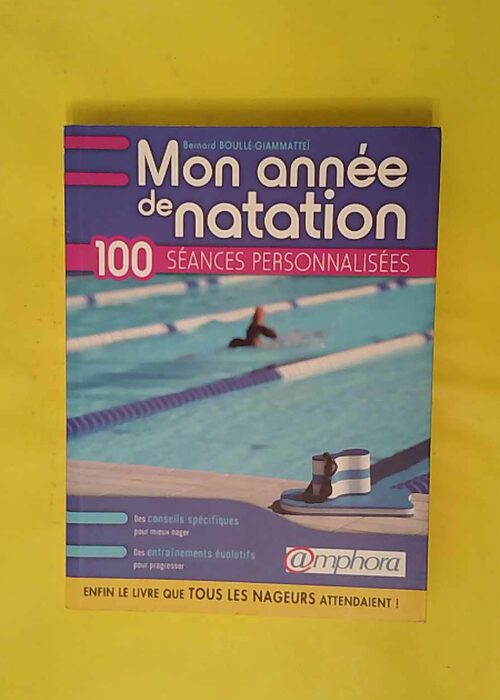 Bernard BOULLÉ-GIAMMATTEÏ
Mon année
de natation
100 SÉANCES PERSONNALISÉES
Des conseils spécifiques
pour mieux nager
Des entraînements évolutifs
pour progresser
@mphora
ENFIN LE LIVRE QUE TOUS LES NAGEURS ATTENDAIENT !